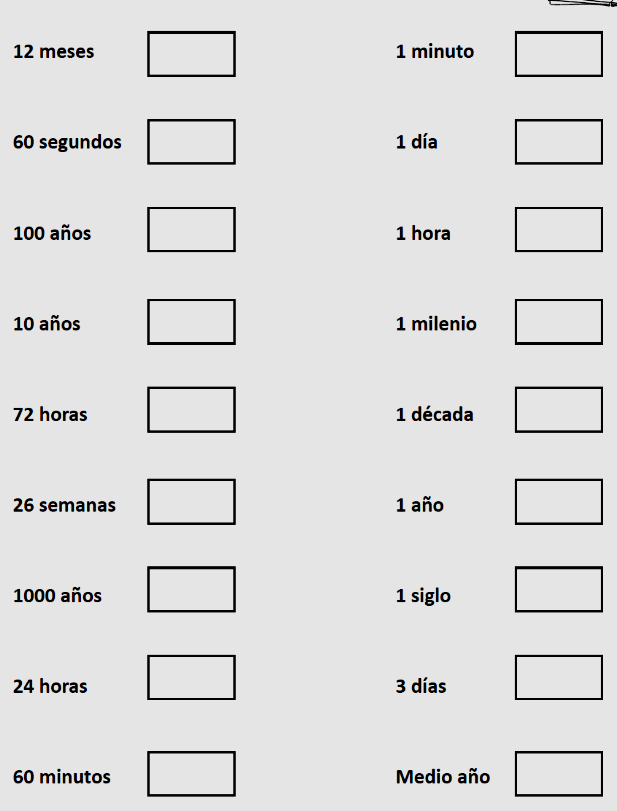 12 meses
1 minuto
60 segundos
1 día
100 años
1 hora
10 años
1 milenio
72 horas
1 década
26 semanas
1 año
1000 años
1 siglo
24 horas
3 días
60 minutos
Medio año